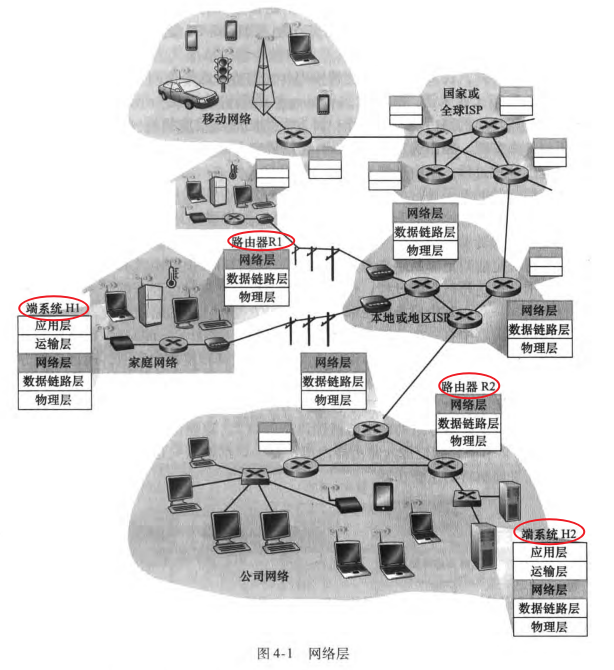 移动网络
国家或
全球ISP
网络层
数据链路层
物理层
路由器R1
网络层
数据链路层
物理层
端系统 H1
应用层
运输层
网络层
数据链路层
物理层
家庭网络
本地或地区ISP
网络层
数据链路层
物理层
网络层
数据链路层
物理层
路由器 R2
网络层
数据链路层
物理层
公司网络
端系统 H2
应用层
运输层
网络层
数据链路层
物理层
图 4-1 网络层